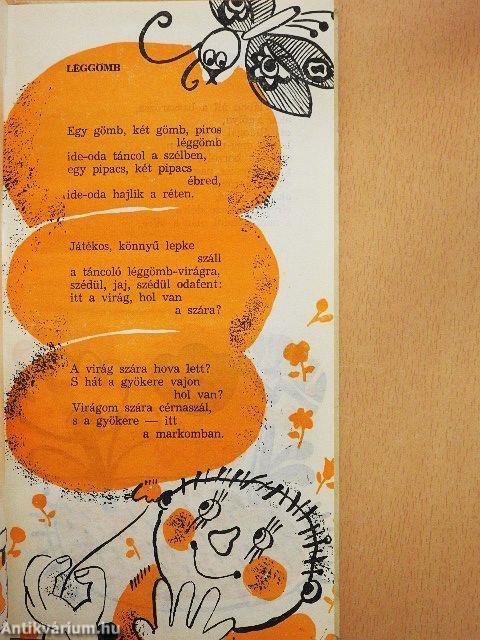 LÉGGÖMB
Egy gömb, két gömb, piros
léggömb
ide-oda táncol a szélben,
egy pipacs, két pipacs
ébred,
ide-oda hajlik a réten.
Játékos, könnyű lepke
száll
a táncoló léggömb-virágra,
szédül, jaj, szédül odafent:
itt a virág, hol van
a szára?
A virág szára hova lett?
S hát a gyökere vajon
hol van?
Virágom szára cérnaszál,
s a gyökere — itt
a markomban.
Antikvárium.hu